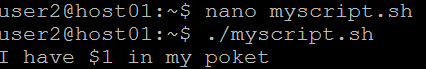 user2@host01:~$ nano myscript.sh
user2@host01:~$ ./myscript.sh
I have $1 in my poket